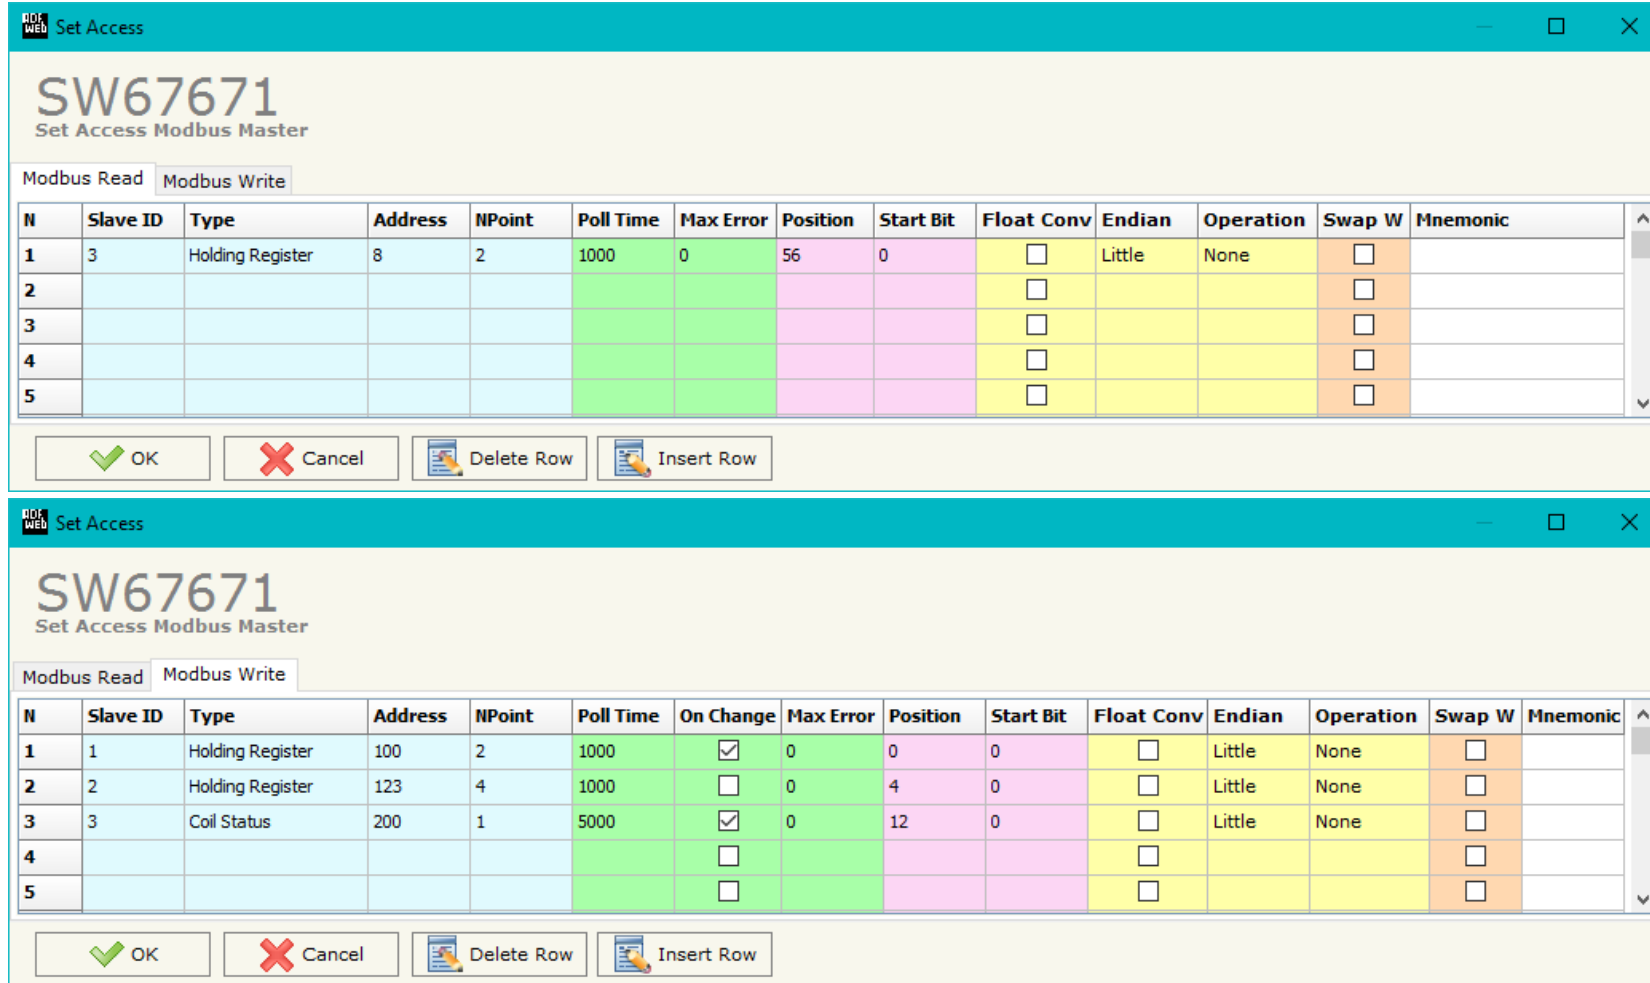 ADF web Set Access
SW67671
Set Access Modbus Master
Modbus Read Modbus Write
N Slave ID Type Address NPoint Poll Time Max Error Position Start Bit Float Conv Endian Operation Swap W Mnemonic
1 3 Holding Register 8 2 1000 0 56 0 Little None
2
3
4
5
OK Cancel Delete Row Insert Row
ADF web Set Access
SW67671
Set Access Modbus Master
Modbus Read Modbus Write
N Slave ID Type Address NPoint Poll Time On Change Max Error Position Start Bit Float Conv Endian Operation Swap W Mnemonic
1 1 Holding Register 100 2 1000 0 0 0 Little None
2 2 Holding Register 123 4 1000 0 4 0 Little None
3 3 Coil Status 200 1 5000 0 12 0 Little None
4
5
OK Cancel Delete Row Insert Row